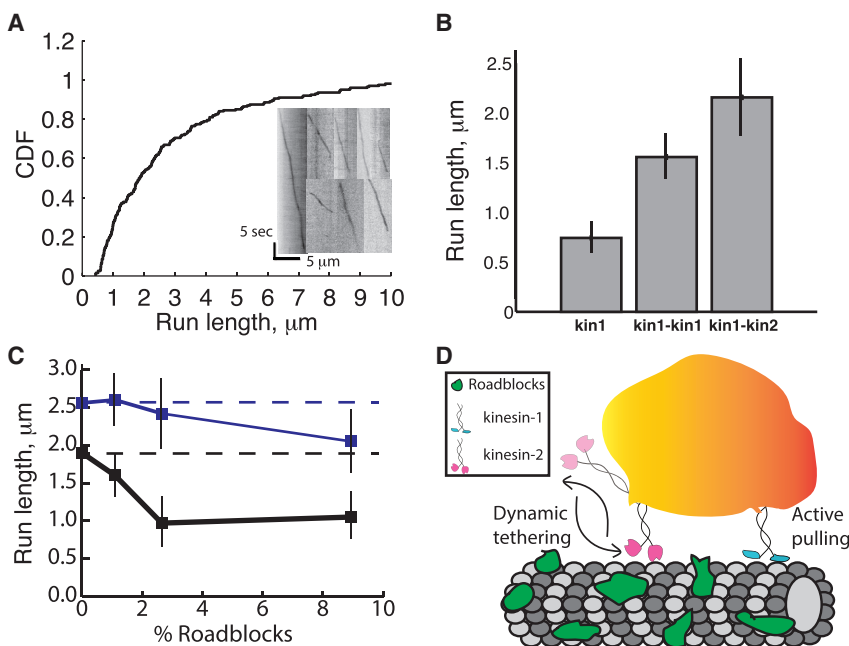 A
1.2
1
0.8
0.6
0.4
0.2
0
CDF
0 1 2 3 4 5 6 7 8 9 10
Run length, μm
5 sec
5 μm
B
2.5
2.0
1.5
1.0
0.5
0
Run length, μm
kin1 kin1-kin1 kin1-kin2
C
3.0
2.5
2.0
1.5
1.0
0.5
0.0
Run length, μm
0 2 4 6 8 10
% Roadblocks
D
Roadblocks
kinesin-1
kinesin-2
Dynamic
tethering
Active
pulling